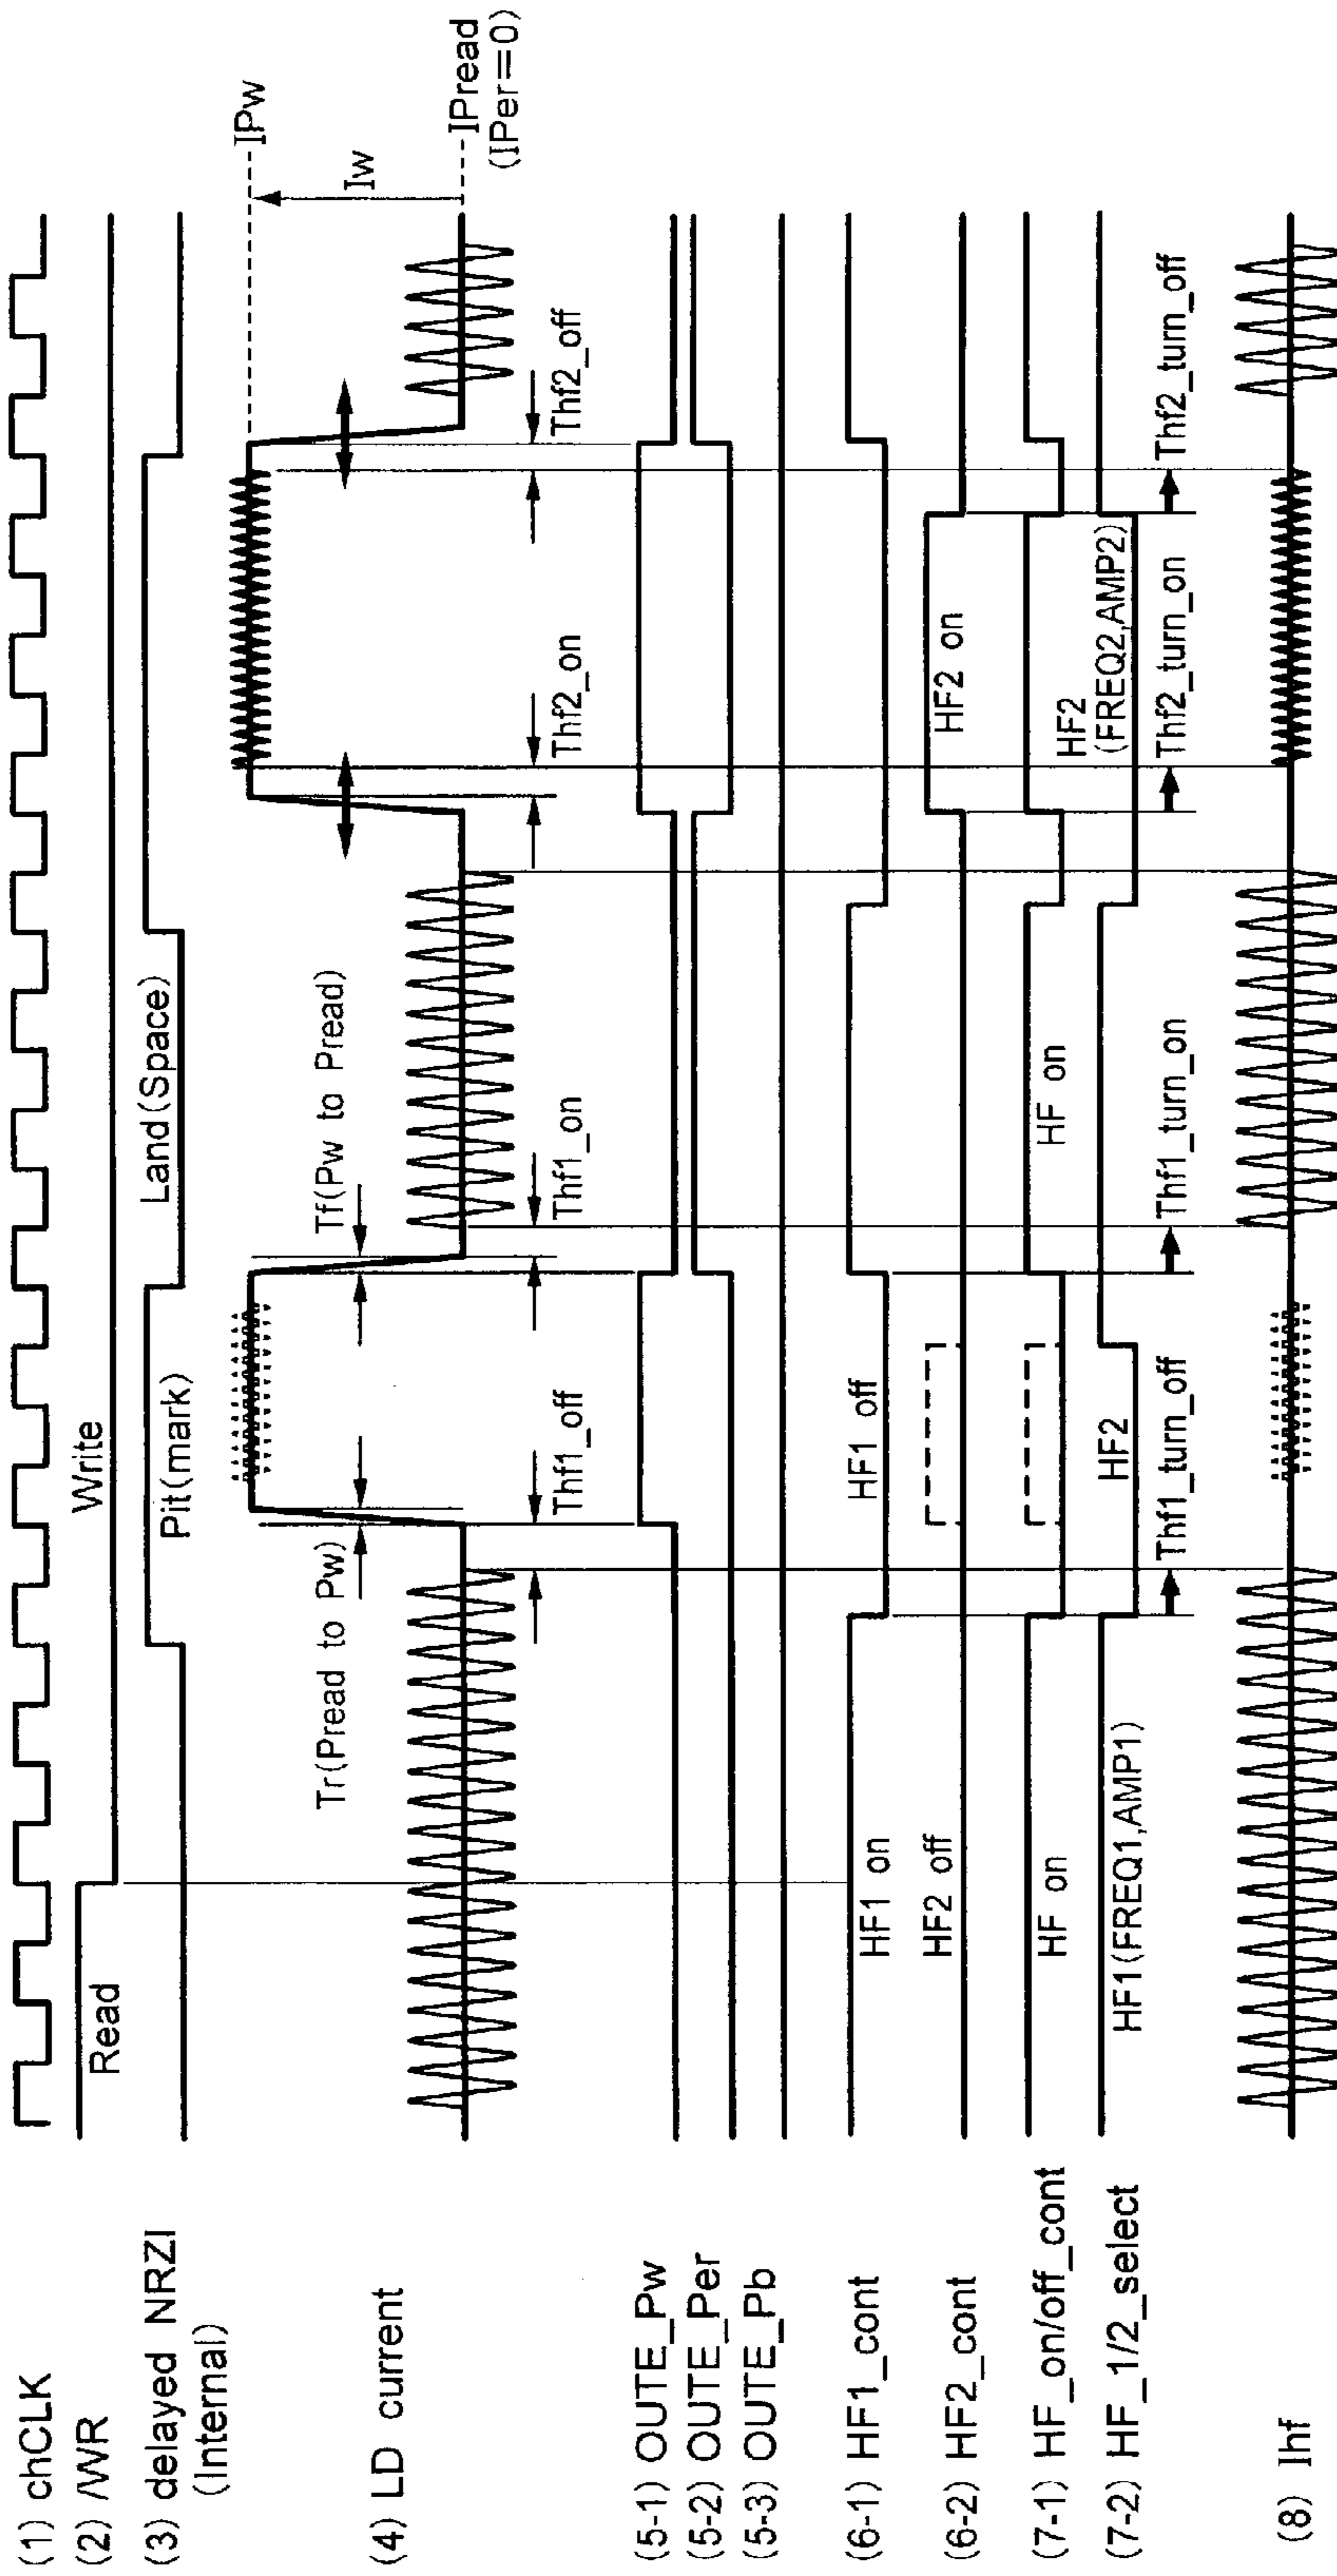 (1) chCLK
(2) /WR
Read
Write
(3) delayed NRZI
(Internal)
Pit(mark)
Land(Space)
(4) LD current
Tr(Pread to Pw)
Tf(Pw to Pread)
IPw
Iw
IPread
(IPer=0)
Thf1_off
Thf1_on
Thf2_on
Thf2_off
(5-1) OUTE_Pw
(5-2) OUTE_Per
(5-3) OUTE_Pb
(6-1) HF1_cont
HF1 on
HF1 off
(6-2) HF2_cont
HF2 off
HF2 on
(7-1) HF_on/off_cont
HF on
HF on
(7-2) HF_1/2_select
HF1(FREQ1,AMP1)
HF2
HF2
(FREQ2,AMP2)
Thf1_turn_off
Thf1_turn_on
Thf2_turn_on
Thf2_turn_off
(8) Ihf